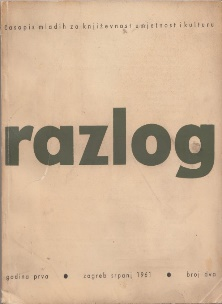 časopis mladih za književnost umjetnost i kulturu
razlog
godina prva • zagreb srpanj 1961 • broj dva